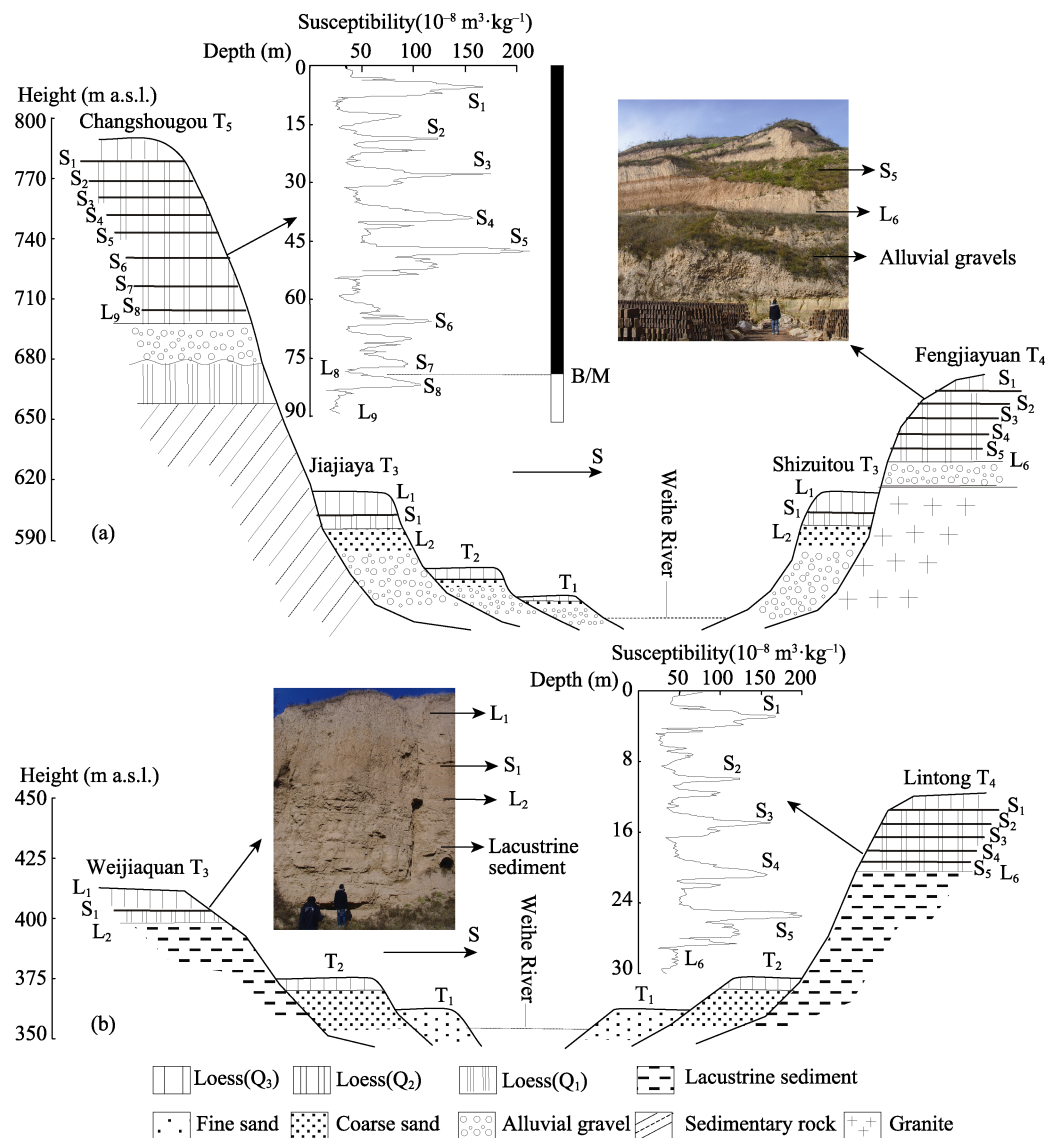 Susceptibility(10⁻⁸ m³·kg⁻¹)
Depth (m)
50
100
150
200
0
15
30
45
60
75
90
S₁
S₂
S₃
S₄
S₅
S₆
S₇
L₈
S₈
L₉
B/M
Height (m a.s.l.)
800
770
740
710
680
650
620
590
Changshougou T₅
S₁
S₂
S₃
S₄
S₅
S₆
S₇
S₈
L₉
S₅
L₆
Alluvial gravels
Fengjiayuan T₄
S₁
S₂
S₃
S₄
S₅
L₆
Jiajiaya T₃
L₁
S₁
L₂
T₂
T₁
S
Weihe River
Shizuitou T₃
L₁
S₁
L₂
(a)
Susceptibility(10⁻⁸ m³·kg⁻¹)
Depth (m)
50
100
150
200
0
8
16
24
30
S₁
S₂
S₃
S₄
S₅
L₆
L₁
S₁
L₂
Lacustrine
sediment
Height (m a.s.l.)
450
425
400
375
350
Weijiaquan T₃
L₁
S₁
L₂
T₂
T₁
S
Weihe River
T₁
T₂
Lintong T₄
S₁
S₂
S₃
S₄
S₅
L₆
(b)
Loess(Q₃)
Loess(Q₂)
Loess(Q₁)
Lacustrine sediment
Fine sand
Coarse sand
Alluvial gravel
Sedimentary rock
Granite